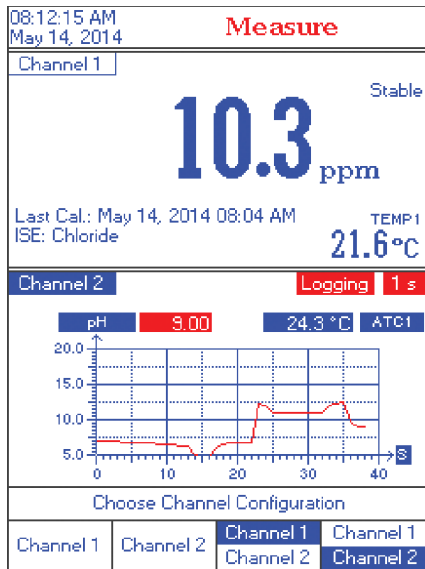 08:12:15 AM
May 14, 2014
Measure
Channel 1
Stable
10.3 ppm
Last Cal.: May 14, 2014 08:04 AM
ISE: Chloride
TEMP1
21.6°C
Channel 2
Logging 1 s
pH 9.00 24.3 °C ATC1
20.0
15.0
10.0
5.0
0 10 20 30 40
S
Choose Channel Configuration
Channel 1
Channel 2
Channel 1
Channel 2
Channel 1
Channel 2